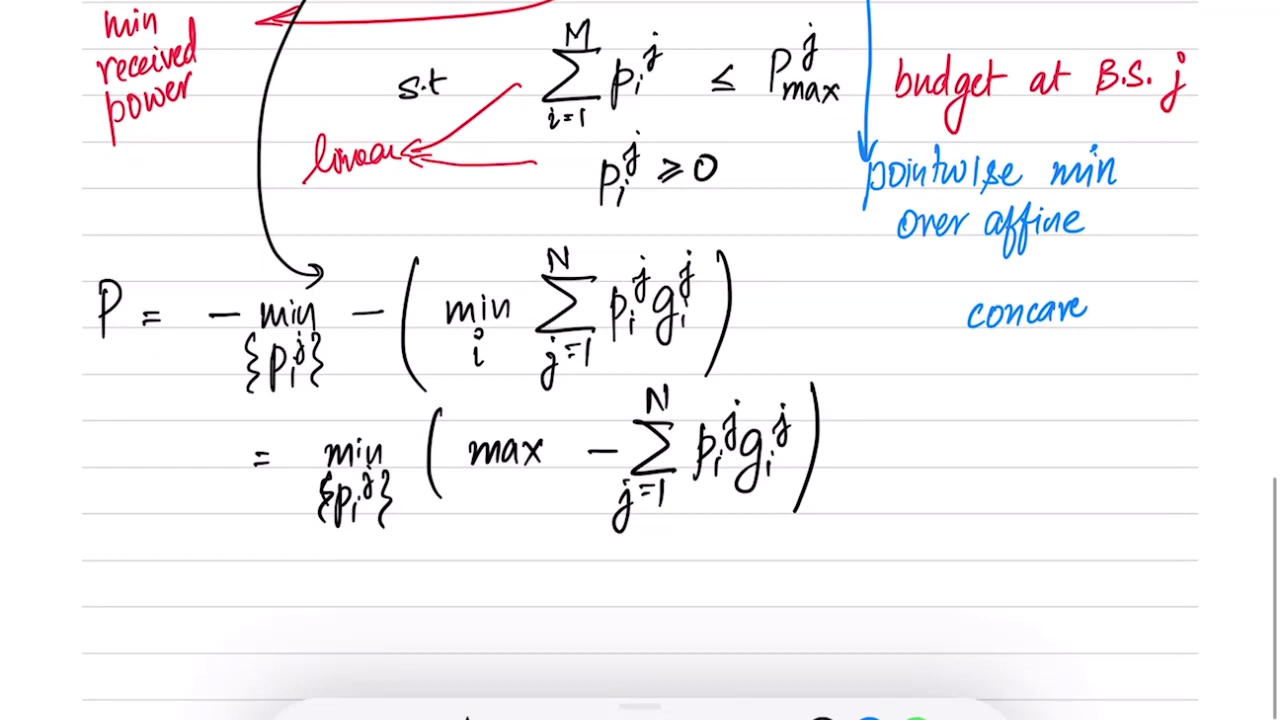 min
received
power
s.t ∑_{i=1}^{M} p_i^j ≤ P_max^j budget at B.S. j
linear p_i^j ≥ 0 pointwise min
over affine
P = - min_{{p_i^j}} - ( min_i ∑_{j=1}^{N} p_i^j g_i^j ) concave
= min_{{p_i^j}} ( max - ∑_{j=1}^{N} p_i^j g_i^j )